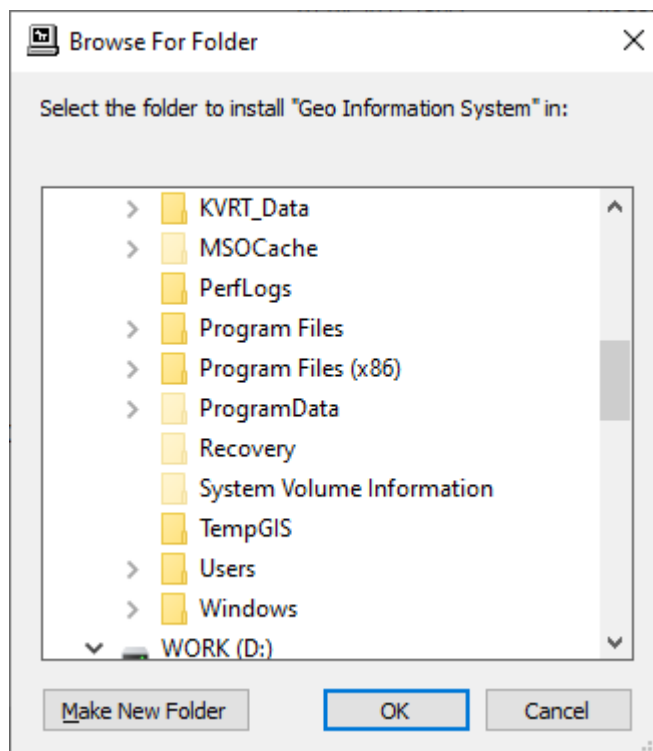 Browse For Folder
Select the folder to install "Geo Information System" in:
KVRT_Data
MSOCache
PerfLogs
Program Files
Program Files (x86)
ProgramData
Recovery
System Volume Information
TempGIS
Users
Windows
WORK (D:)
Make New Folder OK Cancel